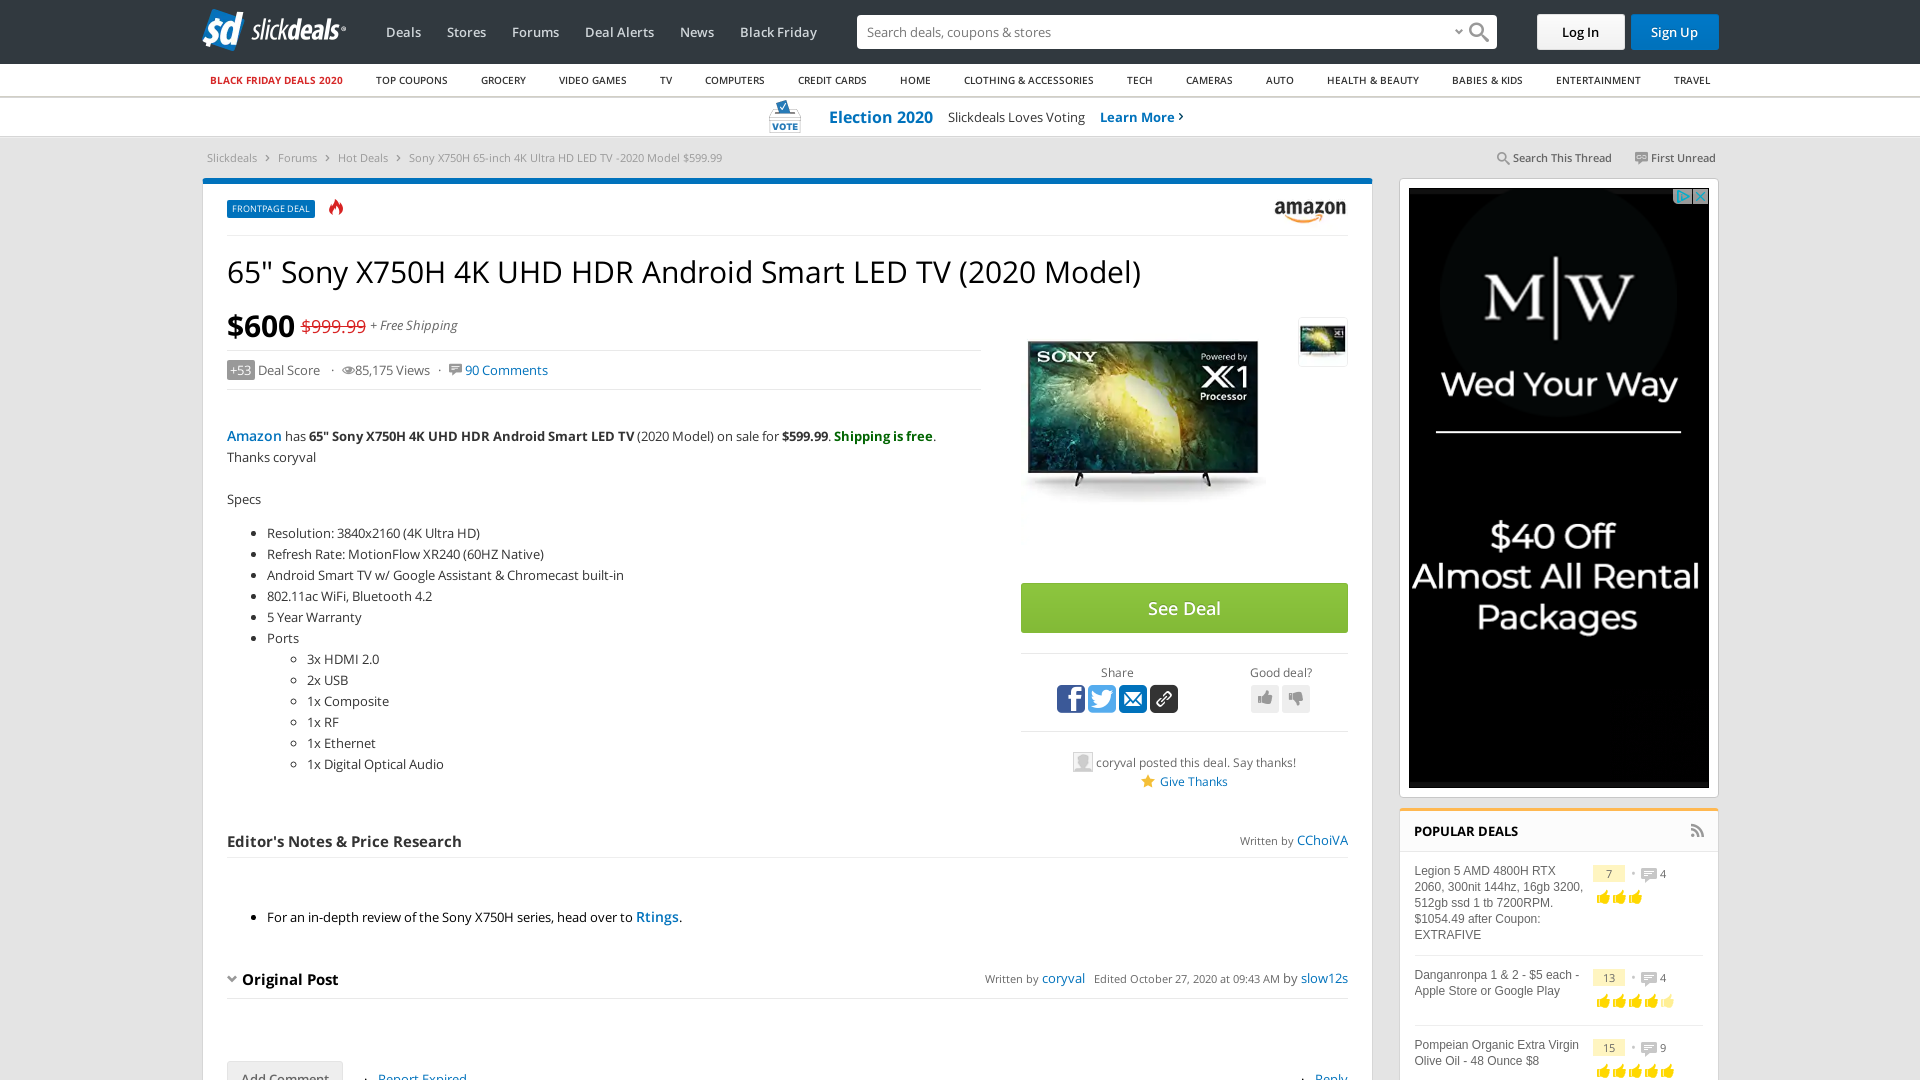 slickdeals
Deals Stores Forums Deal Alerts News Black Friday
Search deals, coupons & stores
Log In Sign Up
BLACK FRIDAY DEALS 2020 TOP COUPONS GROCERY VIDEO GAMES TV COMPUTERS CREDIT CARDS HOME CLOTHING & ACCESSORIES TECH CAMERAS AUTO HEALTH & BEAUTY BABIES & KIDS ENTERTAINMENT TRAVEL
VOTE Election 2020 Slickdeals Loves Voting Learn More
Slickdeals > Forums > Hot Deals > Sony X750H 65-inch 4K Ultra HD LED TV -2020 Model $599.99
Search This Thread First Unread
FRONTPAGE DEAL
amazon
65" Sony X750H 4K UHD HDR Android Smart LED TV (2020 Model)
$600 $999.99 + Free Shipping
+53 Deal Score · 85,175 Views · 90 Comments
Amazon has 65" Sony X750H 4K UHD HDR Android Smart LED TV (2020 Model) on sale for $599.99. Shipping is free.
Thanks coryval
Specs
• Resolution: 3840x2160 (4K Ultra HD)
• Refresh Rate: MotionFlow XR240 (60HZ Native)
• Android Smart TV w/ Google Assistant & Chromecast built-in
• 802.11ac WiFi, Bluetooth 4.2
• 5 Year Warranty
• Ports
◦ 3x HDMI 2.0
◦ 2x USB
◦ 1x Composite
◦ 1x RF
◦ 1x Ethernet
◦ 1x Digital Optical Audio
SONY
Powered by
X1
Processor
See Deal
Share
Good deal?
coryval posted this deal. Say thanks!
Give Thanks
Editor's Notes & Price Research
Written by CChoiVA
• For an in-depth review of the Sony X750H series, head over to Rtings.
Original Post
Written by coryval Edited October 27, 2020 at 09:43 AM by slow12s
Add Comment · Report Expired
· Reply
M|W
Wed Your Way
$40 Off
Almost All Rental
Packages
POPULAR DEALS
Legion 5 AMD 4800H RTX
2060, 300nit 144hz, 16gb 3200,
512gb ssd 1 tb 7200RPM.
$1054.49 after Coupon:
EXTRAFIVE
7 • 4
Danganronpa 1 & 2 - $5 each -
Apple Store or Google Play
13 • 4
Pompeian Organic Extra Virgin
Olive Oil - 48 Ounce $8
15 • 9